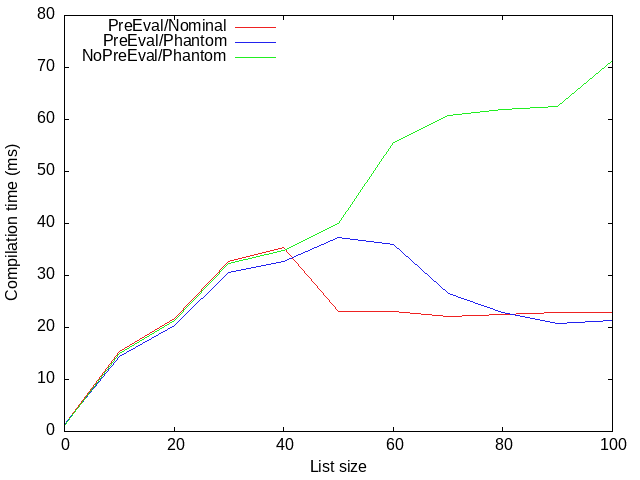 PreEval/Nominal
PreEval/Phantom
NoPreEval/Phantom
80
70
60
50
40
30
20
10
0
Compilation time (ms)
0 20 40 60 80 100
List size